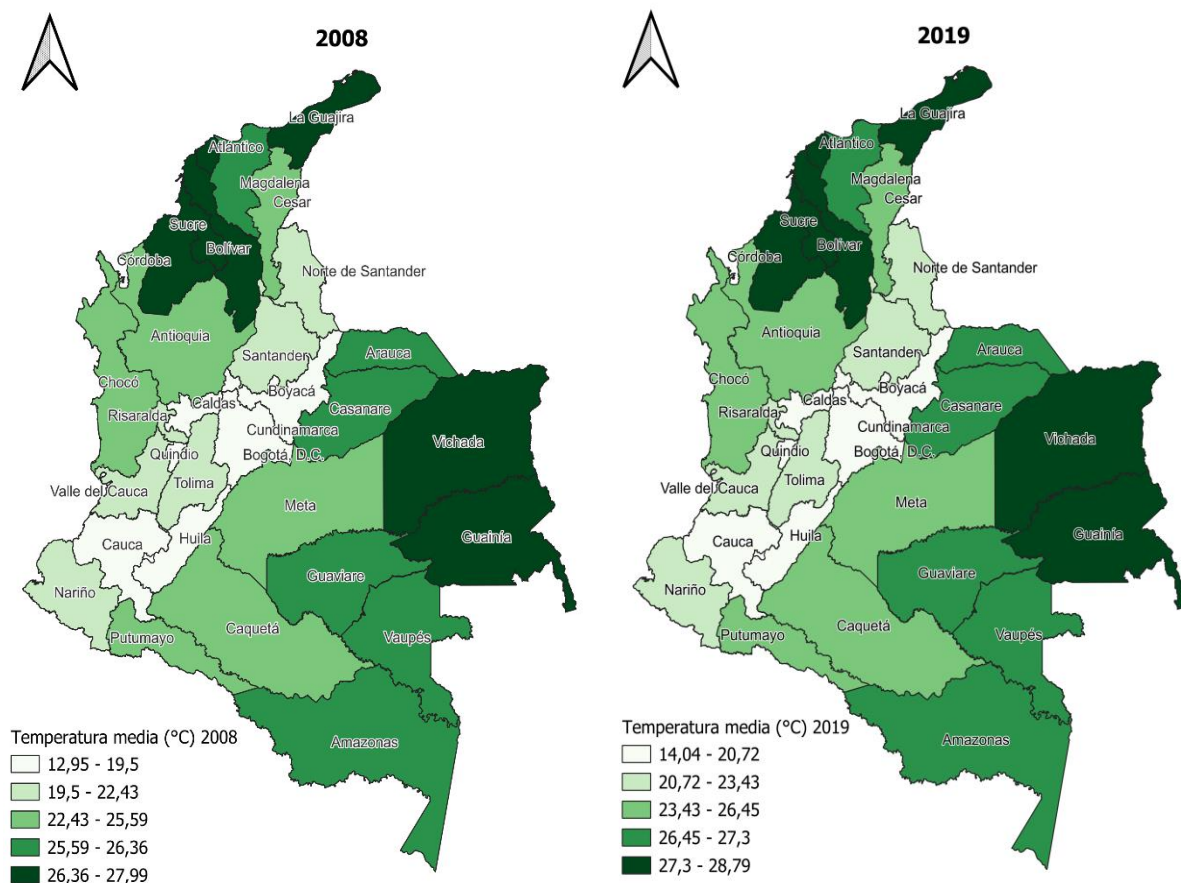 2008
La Guajira
Atlántico
Magdalena
Cesar
Sucre
Bolívar
Córdoba
Norte de Santander
Antioquia
Santander
Arauca
Chocó
Boyacá
Caldas
Casanare
Risaralda
Cundinamarca
Vichada
Quindio
Bogotá, D.C.
Tolima
Valle del Cauca
Meta
Guainía
Cauca
Huila
Guaviare
Nariño
Caquetá
Vaupés
Putumayo
Amazonas
Temperatura media (°C) 2008
12,95 - 19,5
19,5 - 22,43
22,43 - 25,59
25,59 - 26,36
26,36 - 27,99
2019
La Guajira
Atlántico
Magdalena
Cesar
Sucre
Bolívar
Córdoba
Norte de Santander
Antioquia
Santander
Arauca
Chocó
Boyacá
Caldas
Casanare
Risaralda
Cundinamarca
Vichada
Quindio
Bogotá, D.C.
Tolima
Valle del Cauca
Meta
Guainía
Cauca
Huila
Guaviare
Nariño
Caquetá
Vaupés
Putumayo
Amazonas
Temperatura media (°C) 2019
14,04 - 20,72
20,72 - 23,43
23,43 - 26,45
26,45 - 27,3
27,3 - 28,79